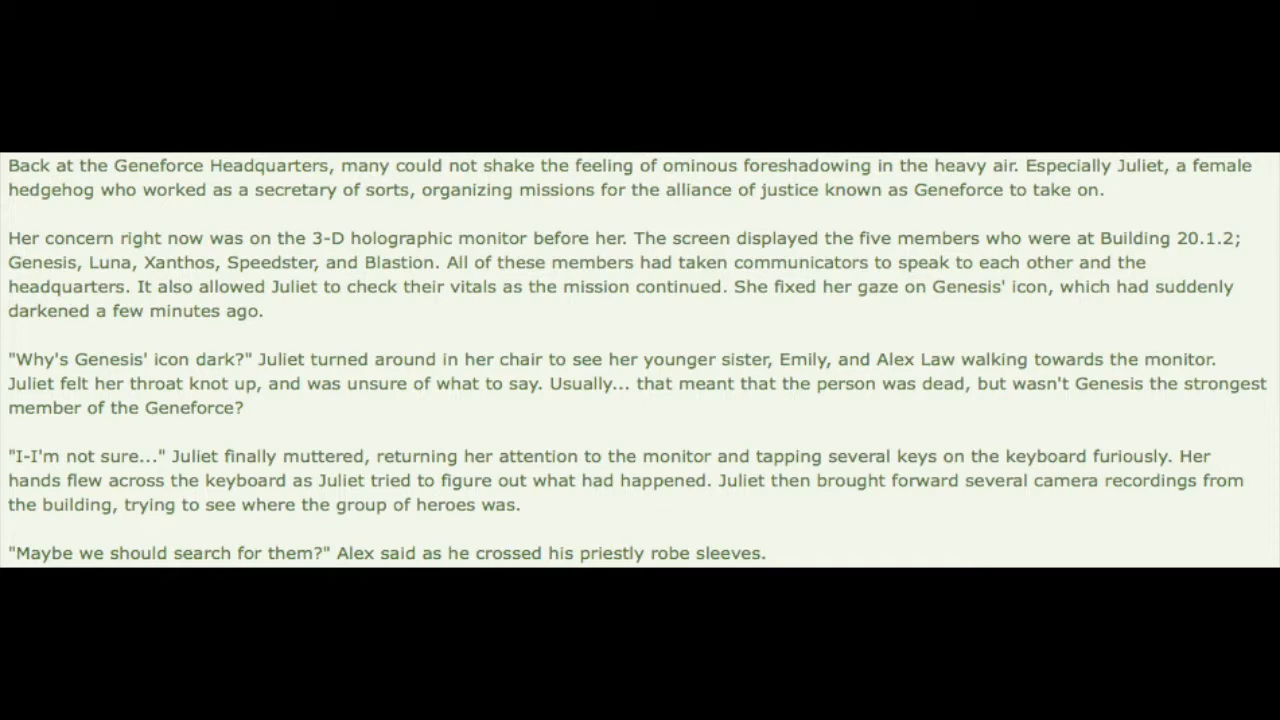 Back at the Geneforce Headquarters, many could not shake the feeling of ominous foreshadowing in the heavy air. Especially Juliet, a female
hedgehog who worked as a secretary of sorts, organizing missions for the alliance of justice known as Geneforce to take on.
Her concern right now was on the 3-D holographic monitor before her. The screen displayed the five members who were at Building 20.1.2;
Genesis, Luna, Xanthos, Speedster, and Blastion. All of these members had taken communicators to speak to each other and the
headquarters. It also allowed Juliet to check their vitals as the mission continued. She fixed her gaze on Genesis' icon, which had suddenly
darkened a few minutes ago.
"Why's Genesis' icon dark?" Juliet turned around in her chair to see her younger sister, Emily, and Alex Law walking towards the monitor.
Juliet felt her throat knot up, and was unsure of what to say. Usually... that meant that the person was dead, but wasn't Genesis the strongest
member of the Geneforce?
"I-I'm not sure..." Juliet finally muttered, returning her attention to the monitor and tapping several keys on the keyboard furiously. Her
hands flew across the keyboard as Juliet tried to figure out what had happened. Juliet then brought forward several camera recordings from
the building, trying to see where the group of heroes was.
"Maybe we should search for them?" Alex said as he crossed his priestly robe sleeves.